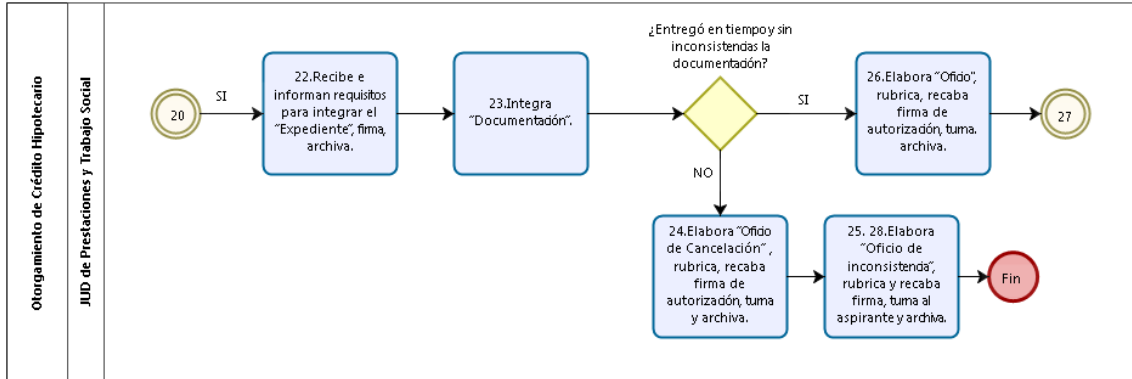 Otorgamiento de Crédito Hipotecario
JUD de Prestaciones y Trabajo Social
20
SI
22.Recibe e
informan requisitos
para integrar el
“Expediente”, firma,
archiva.
23.Integra
“Documentación”.
¿Entregó en tiempo y sin
inconsistencias la
documentación?
SI
26.Elabora “Oficio”,
rubrica, recaba
firma de
autorización, turna.
archiva.
27
NO
24.Elabora “Oficio
de Cancelación” ,
rubrica, recaba
firma de
autorización, turna
y archiva.
25. 28.Elabora
“Oficio de
inconsistencia”,
rubrica y recaba
firma, turna al
aspirante y archiva.
Fin